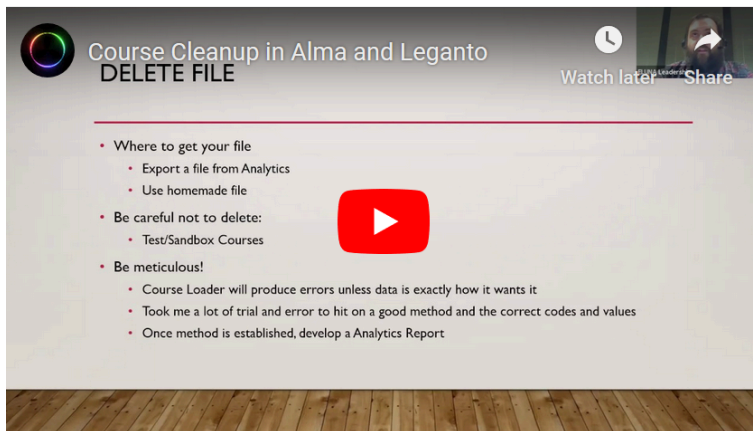 Course Cleanup in Alma and Leganto
Watch later
Share
DELETE FILE
• Where to get your file
• Export a file from Analytics
• Use homemade file
• Be careful not to delete:
• Test/Sandbox Courses
• Be meticulous!
• Course Loader will produce errors unless data is exactly how it wants it
• Took me a lot of trial and error to hit on a good method and the correct codes and values
• Once method is established, develop a Analytics Report